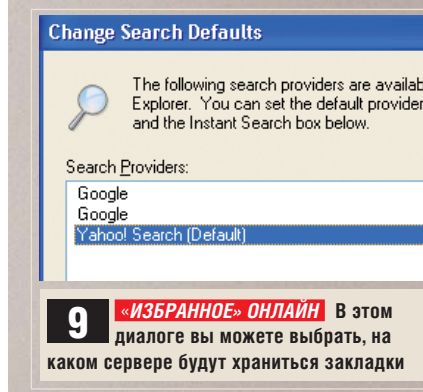 Change Search Defaults
The following search providers are availab
Explorer. You can set the default provider
and the Instant Search box below.
Search Providers:
Google
Google
Yahoo! Search (Default)
9 «ИЗБРАННОЕ» ОНЛАЙН В этом
диалоге вы можете выбрать, на
каком сервере будут храниться закладки